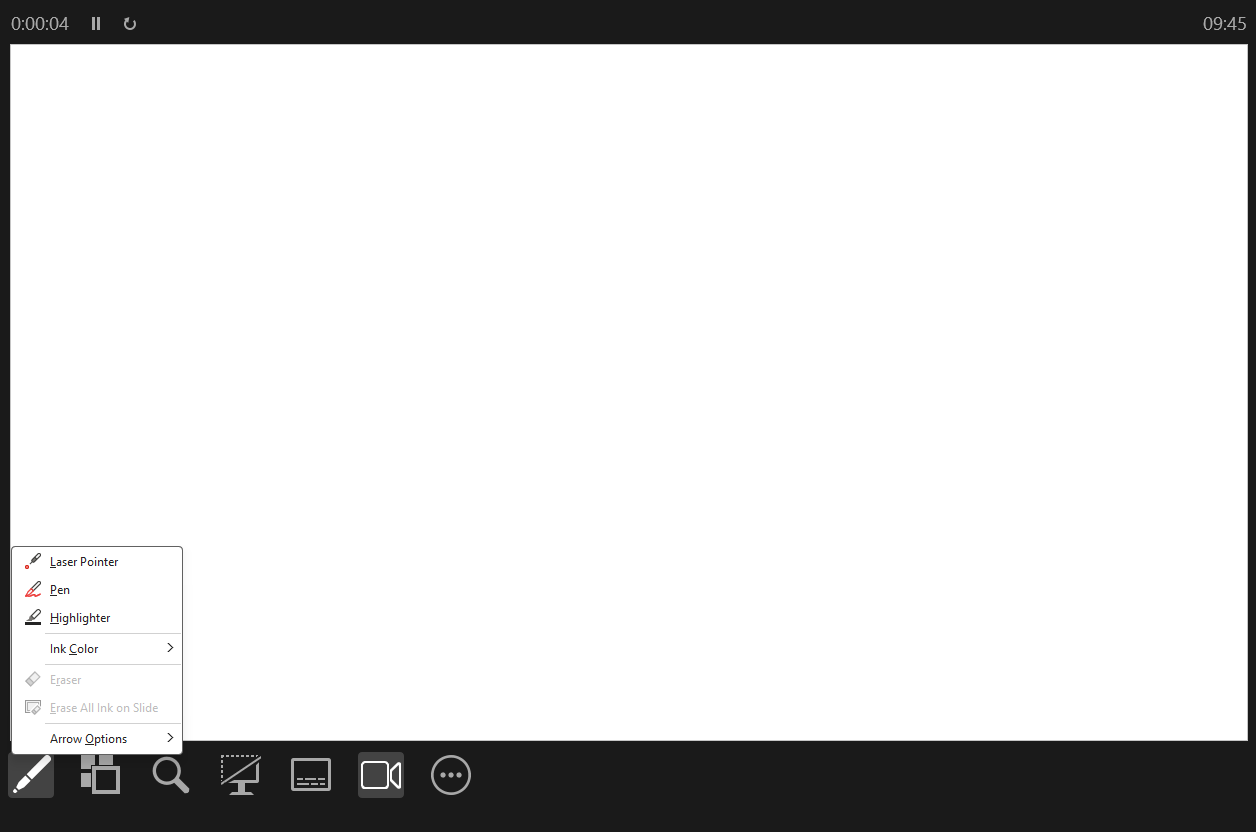 0:00:04
09:45
Laser Pointer
Pen
Highlighter
Ink Color
Eraser
Erase All Ink on Slide
Arrow Options